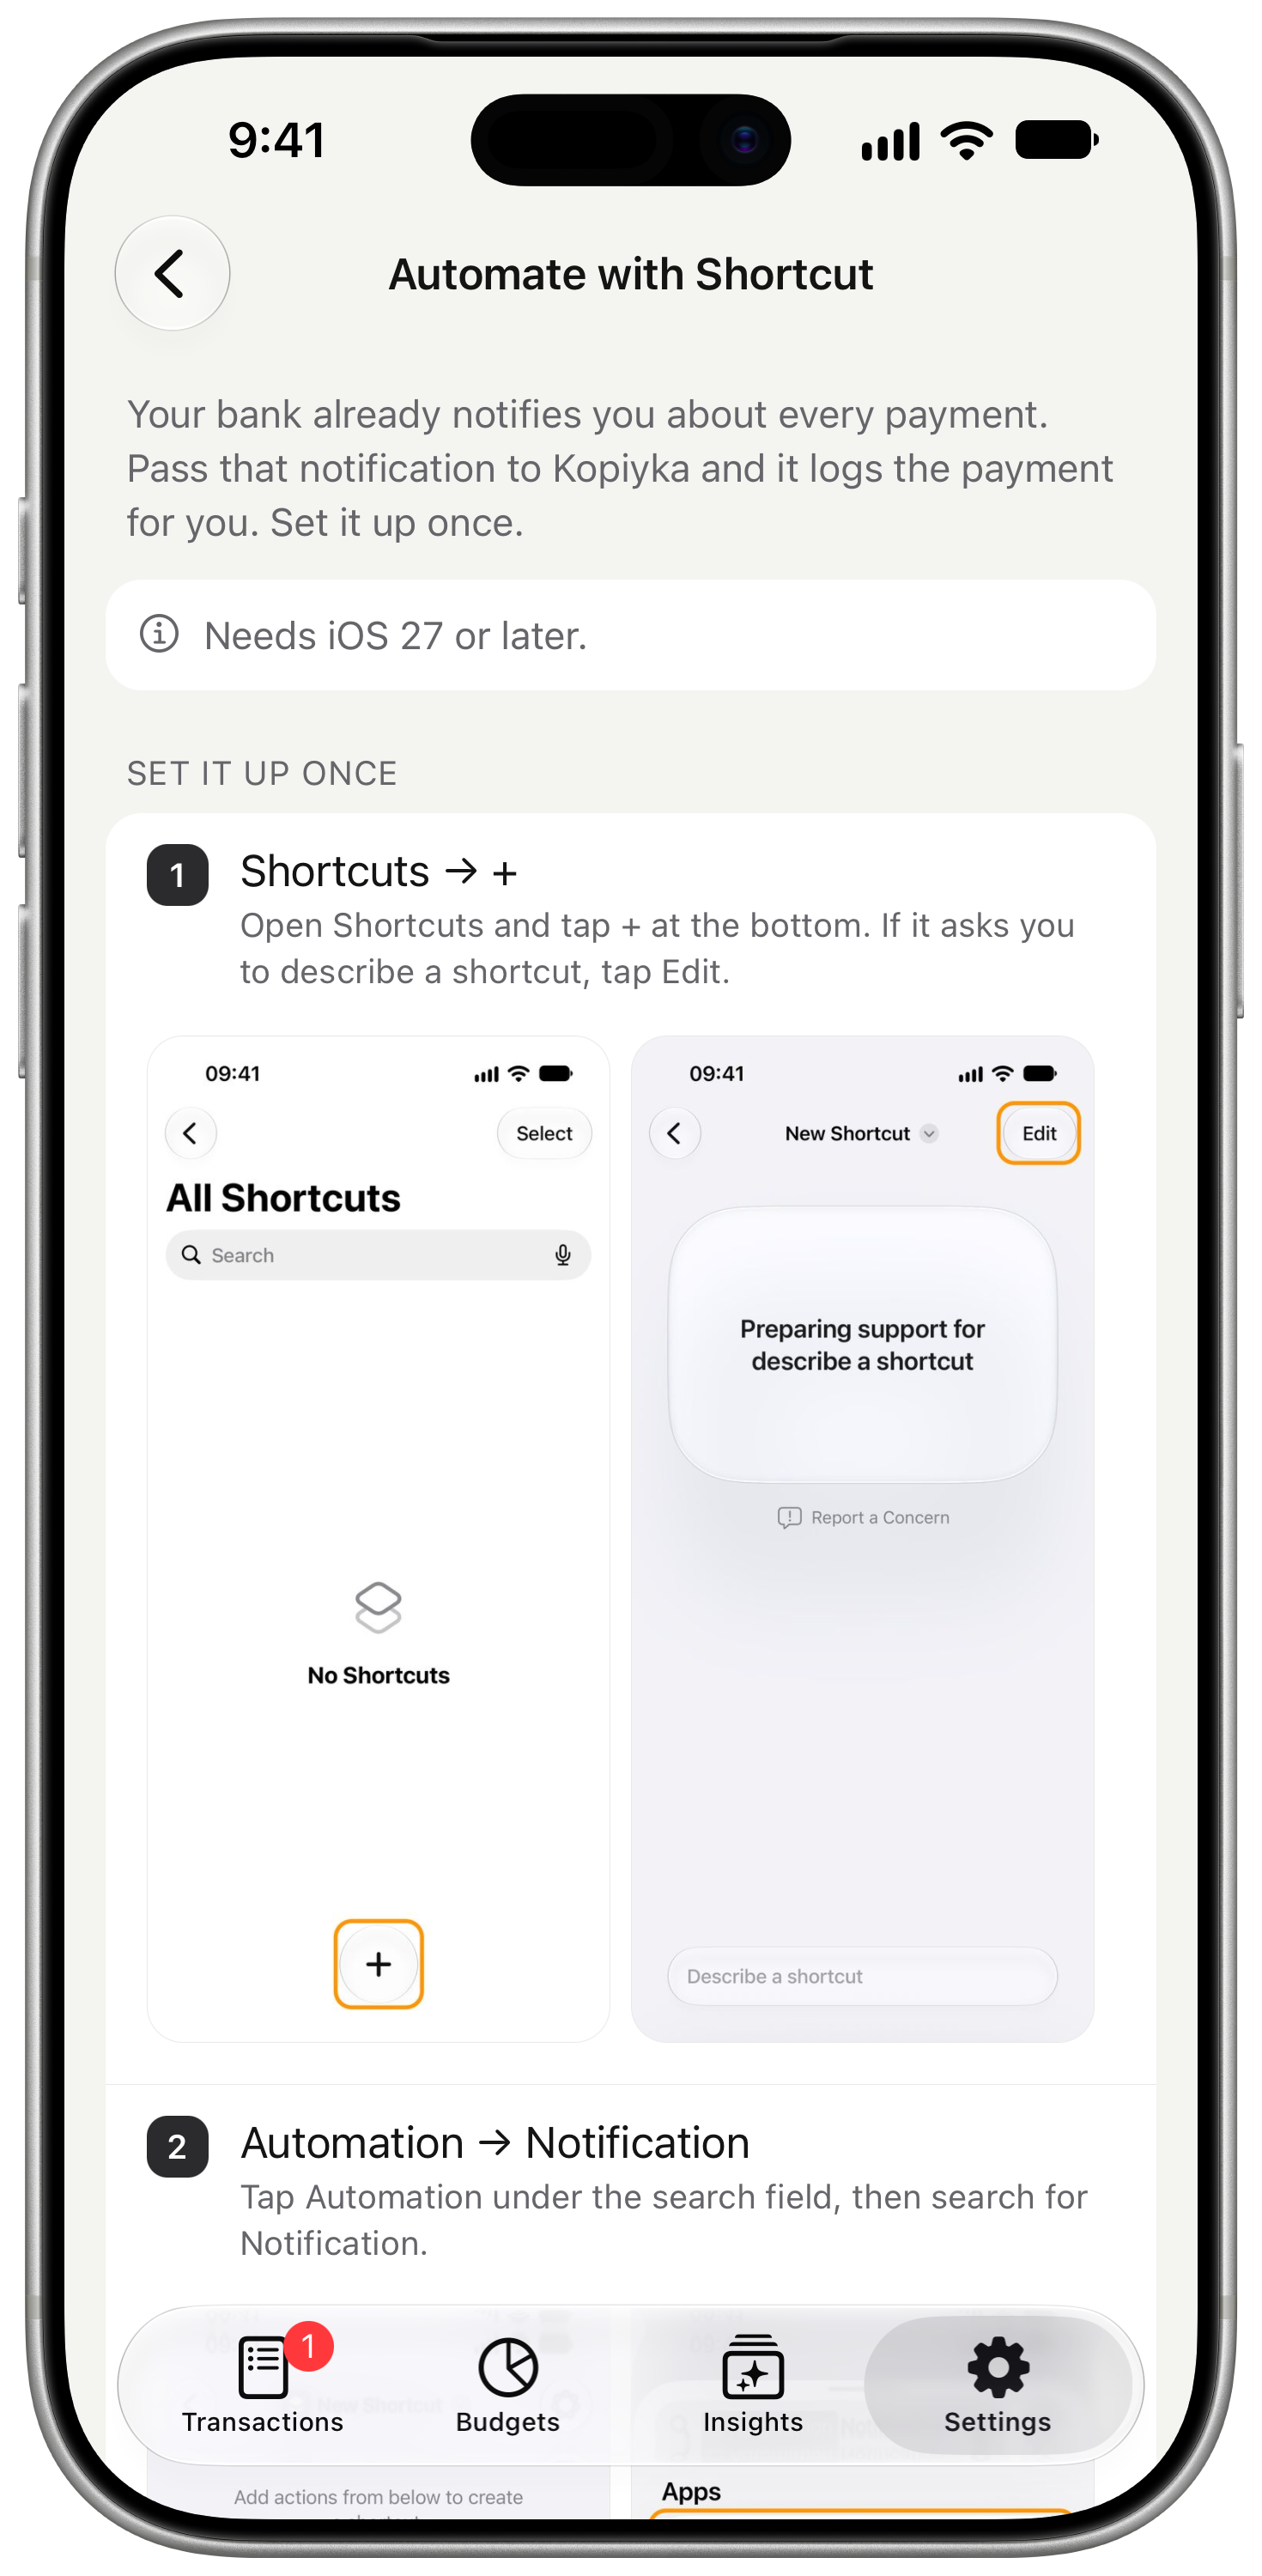 9:41
Automate with Shortcut
Your bank already notifies you about every payment.
Pass that notification to Kopiyka and it logs the payment
for you. Set it up once.
Needs iOS 27 or later.
SET IT UP ONCE
1
Shortcuts → +
Open Shortcuts and tap + at the bottom. If it asks you
to describe a shortcut, tap Edit.
09:41
Select
All Shortcuts
Search
No Shortcuts
+
09:41
New Shortcut
Edit
Preparing support for
describe a shortcut
Report a Concern
Describe a shortcut
2
Automation → Notification
Tap Automation under the search field, then search for
Notification.
1
Transactions
Budgets
Insights
Settings
New Shortcut
Add actions from below to create
Apps